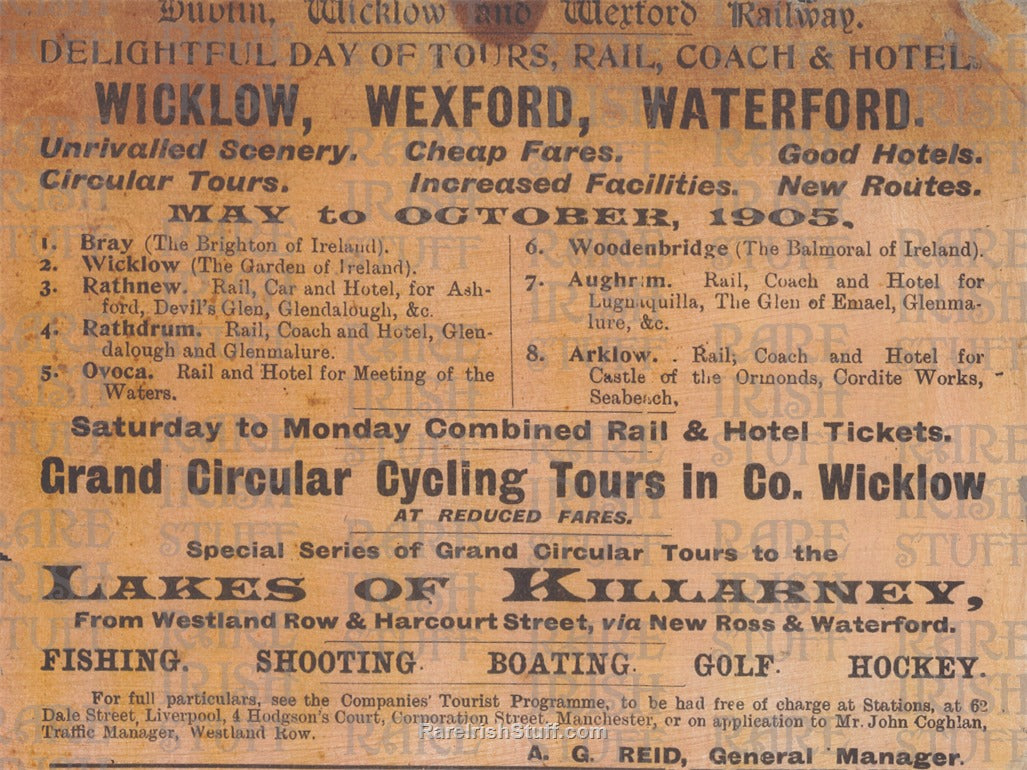 Dublin, Wicklow and Wexford Railway.
DELIGHTFUL DAY OF TOURS, RAIL, COACH & HOTEL.
WICKLOW, WEXFORD, WATERFORD.
Unrivalled Scenery. Cheap Fares. Good Hotels.
Circular Tours. Increased Facilities. New Routes.
MAY to OCTOBER, 1905.
1. Bray (The Brighton of Ireland).
2. Wicklow (The Garden of Ireland).
3. Rathnew. Rail, Car and Hotel, for Ash-
ford, Devil's Glen, Glendalough, &c.
4. Rathdrum. Rail, Coach and Hotel, Glen-
dalough and Glenmalure.
5. Ovoca. Rail and Hotel for Meeting of the
Waters.
6. Woodenbridge (The Balmoral of Ireland).
7. Aughrim. Rail, Coach and Hotel for
Lugnaquilla, The Glen of Emael, Glenma-
lure, &c.
8. Arklow. Rail, Coach and Hotel for
Castle of the Ormonds, Cordite Works,
Seabeach,
Saturday to Monday Combined Rail & Hotel Tickets.
Grand Circular Cycling Tours in Co. Wicklow
AT REDUCED FARES.
Special Series of Grand Circular Tours to the
LAKES OF KILLARNEY,
From Westland Row & Harcourt Street, via New Ross & Waterford.
FISHING. SHOOTING. BOATING. GOLF. HOCKEY.
For full particulars, see the Companies' Tourist Programme, to be had free of charge at Stations, at 62
Dale Street, Liverpool, 4 Hodgson's Court, Corporation Street, Manchester, or on application to Mr. John Coghlan,
Traffic Manager, Westland Row.
RareIrishStuff.com
A. G. REID, General Manager.